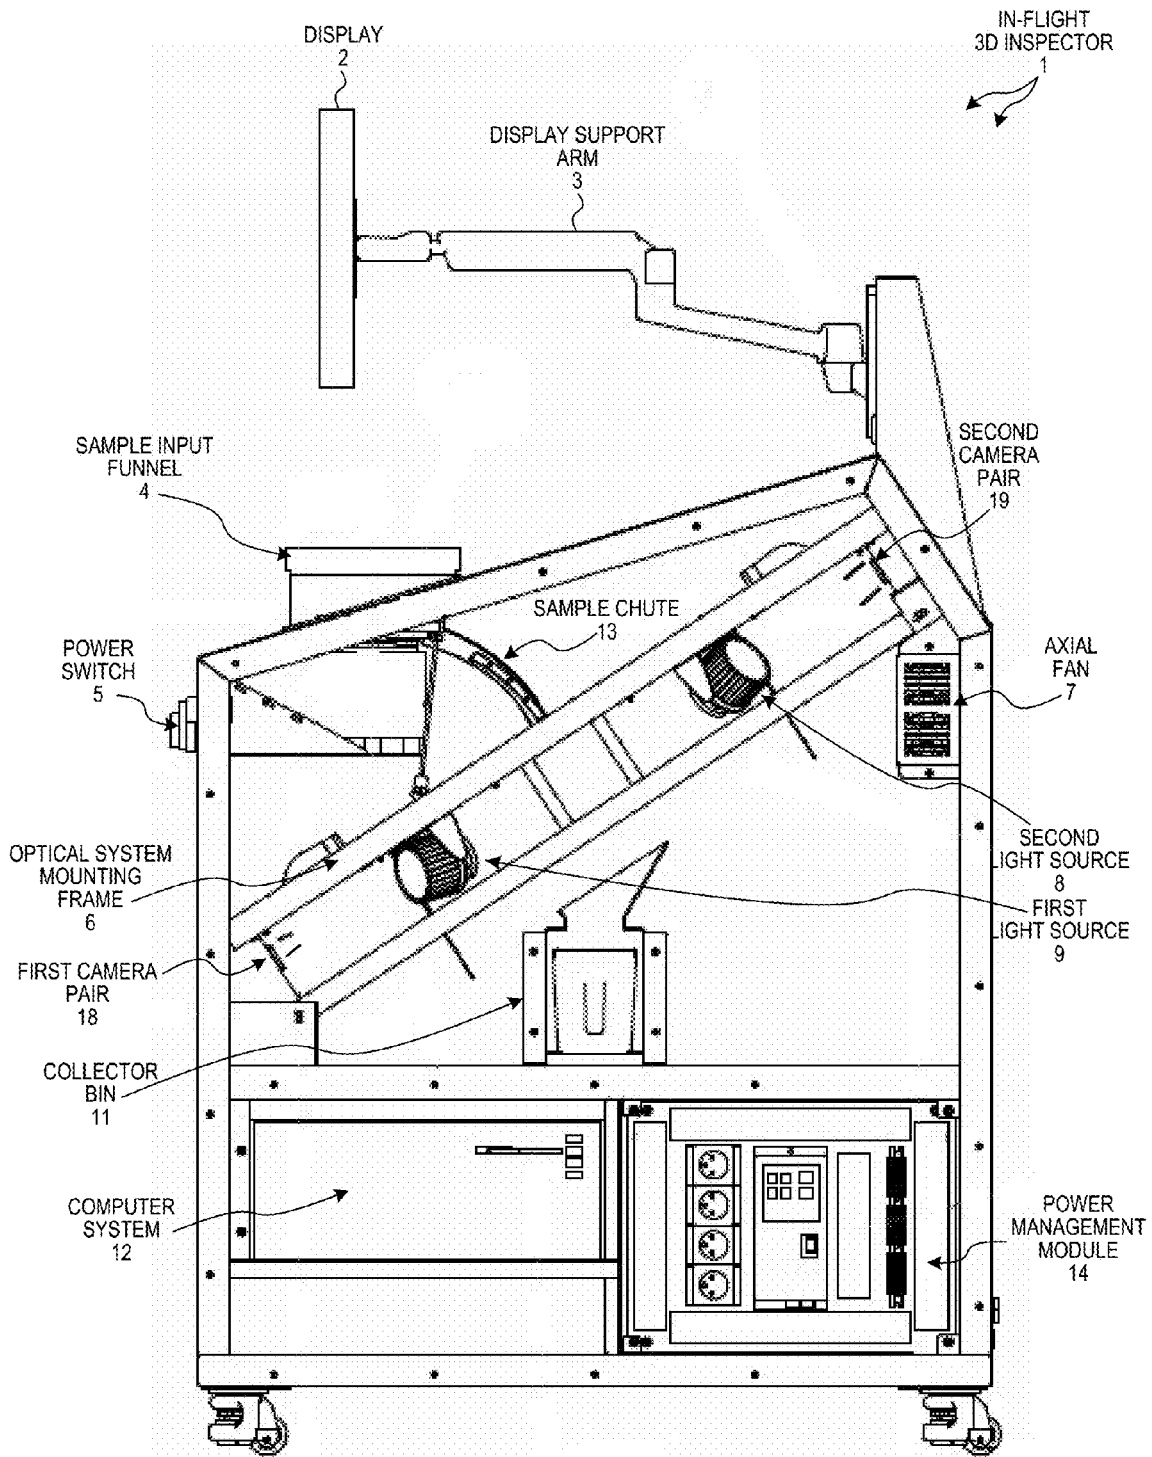 IN-FLIGHT
3D INSPECTOR
1
DISPLAY
2
DISPLAY SUPPORT
ARM
3
SAMPLE INPUT
FUNNEL
4
SECOND
CAMERA
PAIR
19
SAMPLE CHUTE
13
POWER
SWITCH
5
AXIAL
FAN
7
OPTICAL SYSTEM
MOUNTING
FRAME
6
SECOND
LIGHT SOURCE
8
FIRST
LIGHT SOURCE
9
FIRST CAMERA
PAIR
18
COLLECTOR
BIN
11
COMPUTER
SYSTEM
12
POWER
MANAGEMENT
MODULE
14